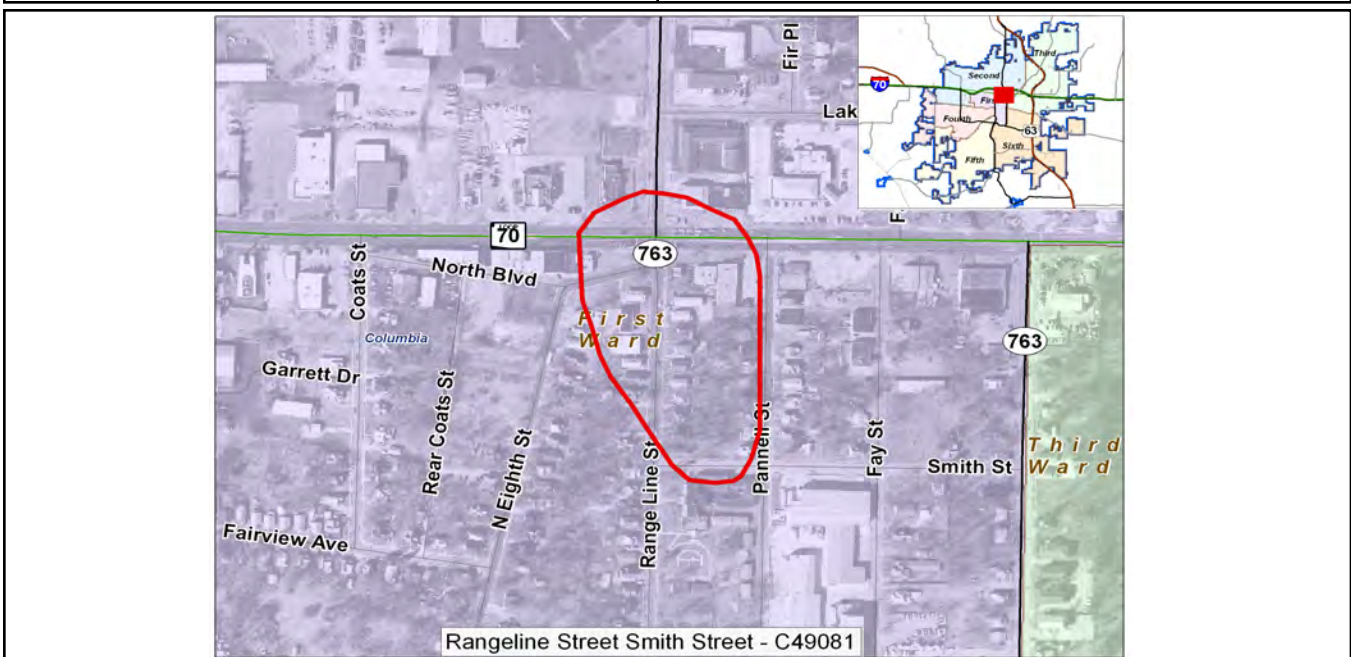 Fir Pl
Lak
F
70
763
North Blvd
Coats St
Columbia
First
Ward
Garrett Dr
Rear Coats St
N Eighth St
Range Line St
Pannell St
Fay St
Smith St
763
Third
Ward
Fairview Ave
Rangeline Street Smith Street - C49081
70
Second
Third
Firs
Fourth
63
Sixth
Fifth